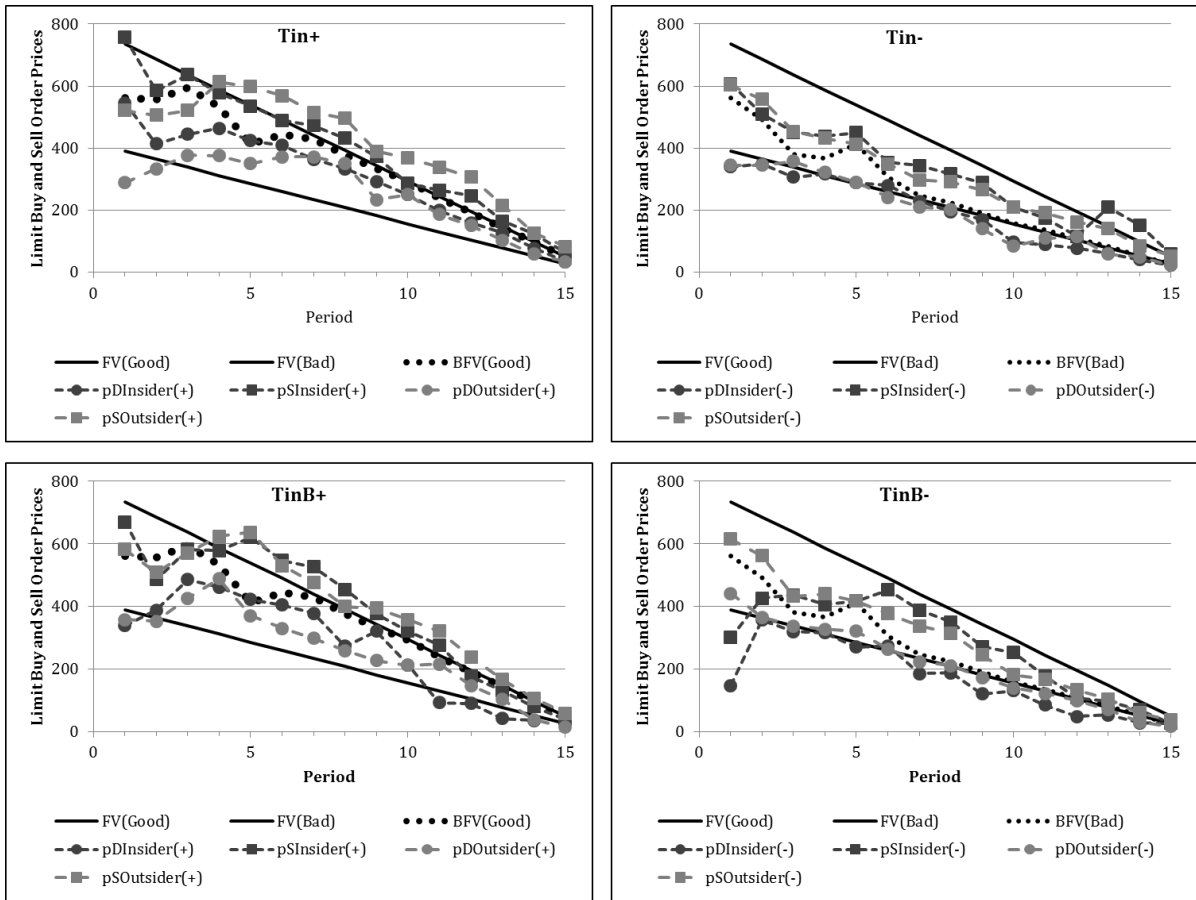 Tin+
Limit Buy and Sell Order Prices
800
600
400
200
0
0 5 10 15
Period
FV(Good) FV(Bad) BFV(Good)
pDInsider(+) pSInsider(+) pDOutsider(+)
pSOutsider(+)
Tin-
Limit Buy and Sell Order Prices
800
600
400
200
0
0 5 10 15
Period
FV(Good) FV(Bad) BFV(Bad)
pDInsider(-) pSInsider(-) pDOutsider(-)
pSOutsider(-)
TinB+
Limit Buy and Sell Order Prices
800
600
400
200
0
0 5 10 15
Period
FV(Good) FV(Bad) BFV(Good)
pDInsider(+) pSInsider(+) pDOutsider(+)
pSOutsider(+)
TinB-
Limit Buy and Sell Order Prices
800
600
400
200
0
0 5 10 15
Period
FV(Good) FV(Bad) BFV(Bad)
pDInsider(-) pSInsider(-) pDOutsider(-)
pSOutsider(-)